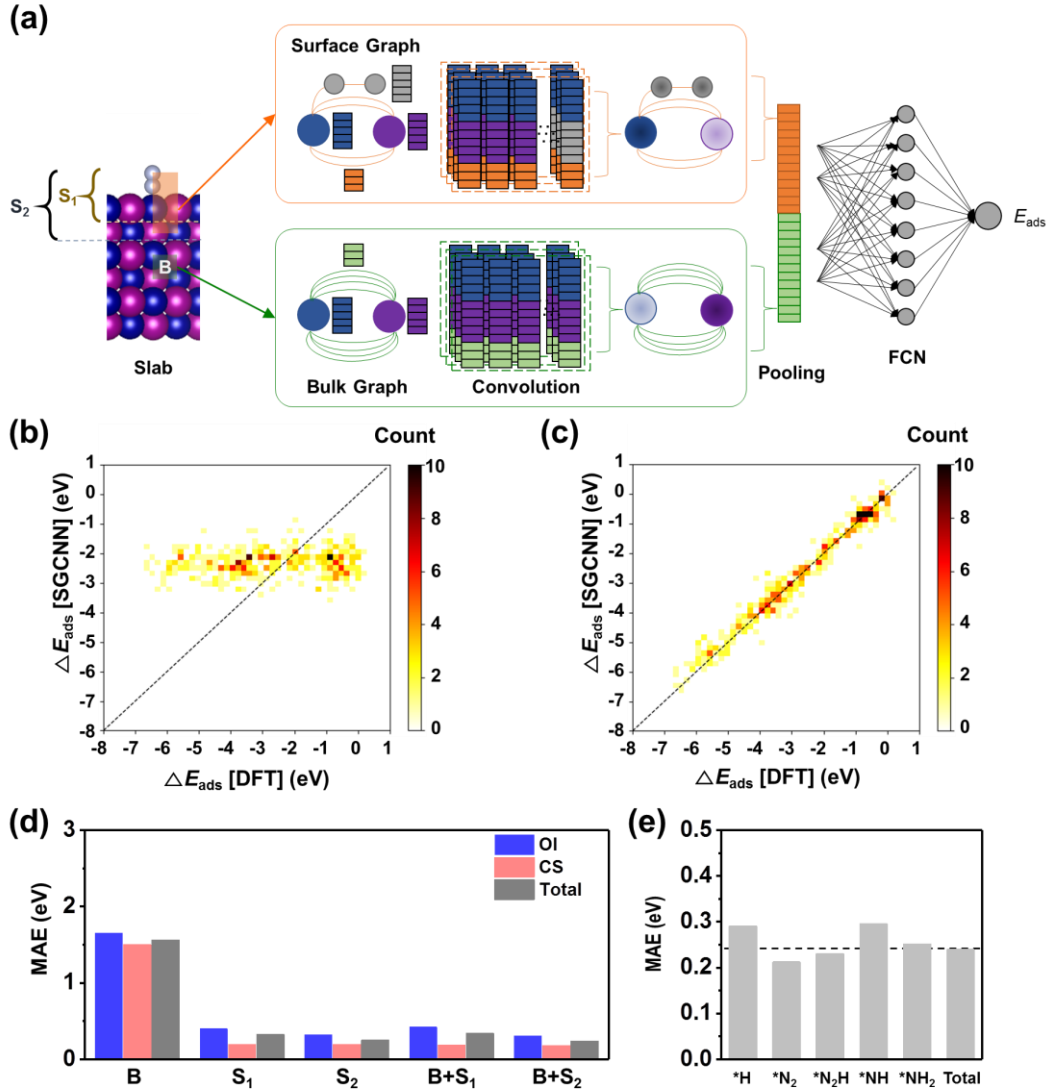 (a)
Surface Graph
S₂
S₁
B
Slab
Bulk Graph
Convolution
Pooling
FCN
E_ads
(b)
Count
△E_ads [SGCNN] (eV)
1
0
-1
-2
-3
-4
-5
-6
-7
-8
-8 -7 -6 -5 -4 -3 -2 -1 0 1
△E_ads [DFT] (eV)
10
8
6
4
2
0
(c)
Count
△E_ads [SGCNN] (eV)
1
0
-1
-2
-3
-4
-5
-6
-7
-8
-8 -7 -6 -5 -4 -3 -2 -1 0 1
△E_ads [DFT] (eV)
10
8
6
4
2
0
(d)
MAE (eV)
3
2
1
0
OI
CS
Total
B S₁ S₂ B+S₁ B+S₂
(e)
MAE (eV)
0.5
0.4
0.3
0.2
0.1
0.0
*H *N₂ *N₂H *NH *NH₂ Total